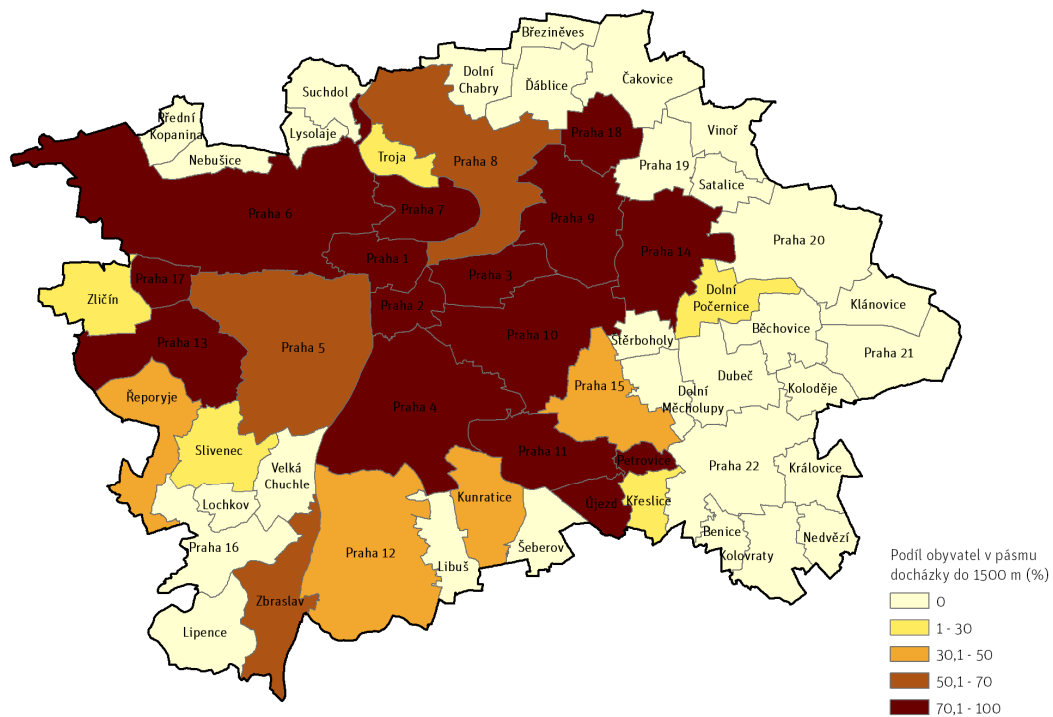 Březiněves
Dolní
Chabry
Ďáblice
Čakovice
Suchdol
Přední
Kopanina
Lysolaje
Nebušice
Troja
Praha 8
Praha 18
Vinoř
Praha 19
Satalice
Praha 6
Praha 7
Praha 9
Praha 14
Praha 20
Praha 1
Praha 3
Praha 17
Zličín
Praha 2
Dolní
Počernice
Klánovice
Praha 13
Praha 5
Praha 10
Štěrboholy
Běchovice
Praha 21
Řeporyje
Praha 4
Praha 15
Dubeč
Koloděje
Dolní
Měcholupy
Slivenec
Velká
Chuchle
Praha 11
Petrovice
Praha 22
Královice
Lochkov
Kunratice
Újezd
Křeslice
Praha 16
Praha 12
Libuš
Šeberov
Benice
Kolovraty
Nedvězí
Zbraslav
Lipence
Podíl obyvatel v pásmu
docházky do 1500 m (%)
0
1 - 30
30,1 - 50
50,1 - 70
70,1 - 100